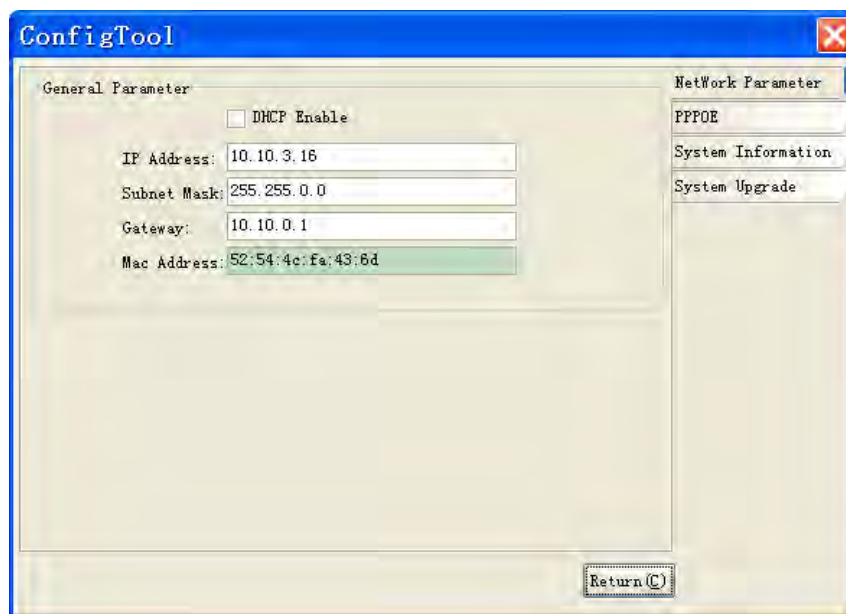 ConfigTool
General Parameter
DHCP Enable
IP Address: 10.10.3.16
Subnet Mask: 255.255.0.0
Gateway: 10.10.0.1
Mac Address: 52:54:4c:fa:43:6d
NetWork Parameter
PPPOE
System Information
System Upgrade
Return(C)